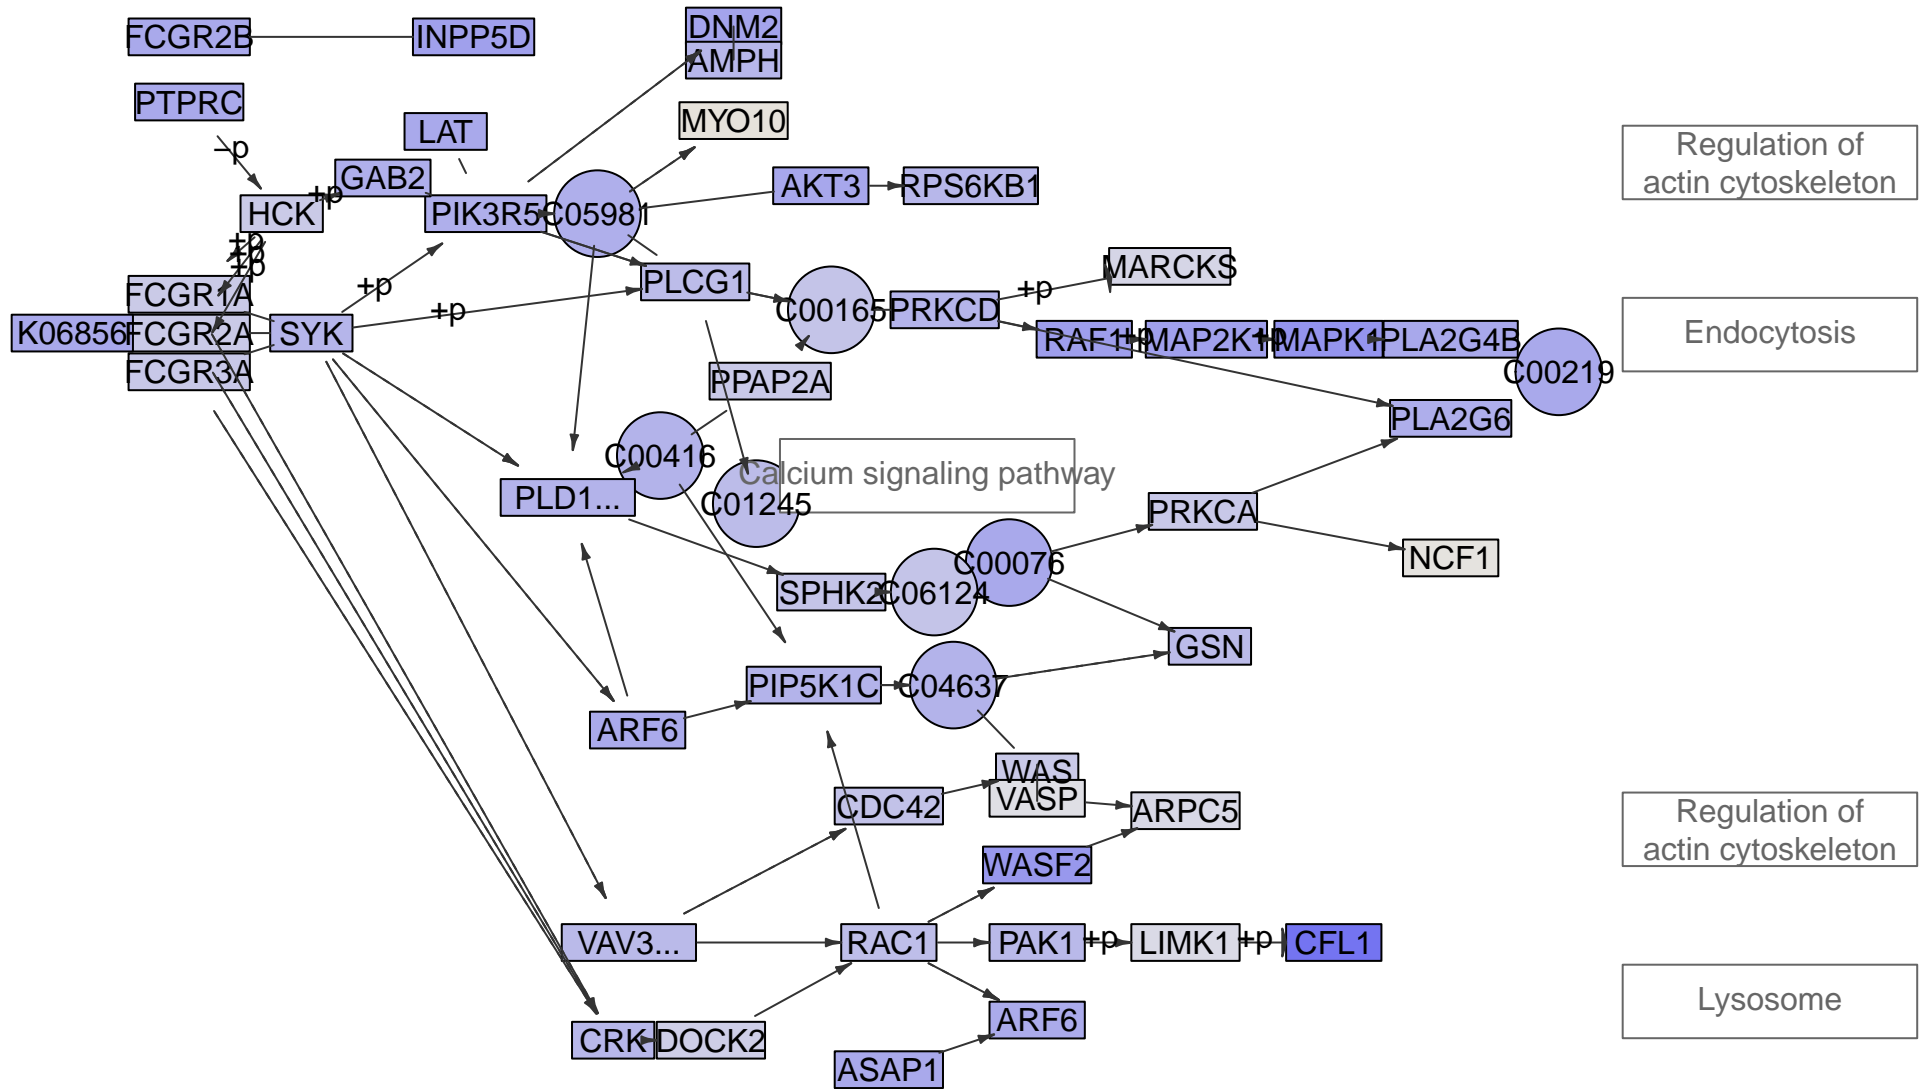 FCGR2B
INPP5D
DNM2
AMPH
PTPRC
LAT
MYO10
Regulation of
actin cytoskeleton
−p
GAB2
+p
AKT3
RPS6KB1
HCK
PIK3R5
C05981
+p
+p
+p
MARCKS
PLCG1
FCGR1A
+p
+p
C00165
PRKCD
+p
K06856
FCGR2A
SYK
RAF1
+p
MAP2K1
+p
MAPK1
PLA2G4B
Endocytosis
FCGR3A
PPAP2A
C00219
PLA2G6
C00416
Calcium signaling pathway
PLD1...
C01245
PRKCA
C00076
NCF1
SPHK2
C06124
GSN
PIP5K1C
C04637
ARF6
WAS
VASP
CDC42
ARPC5
Regulation of
actin cytoskeleton
WASF2
VAV3...
RAC1
PAK1
+p
LIMK1
+p
CFL1
Lysosome
ARF6
CRK
DOCK2
ASAP1